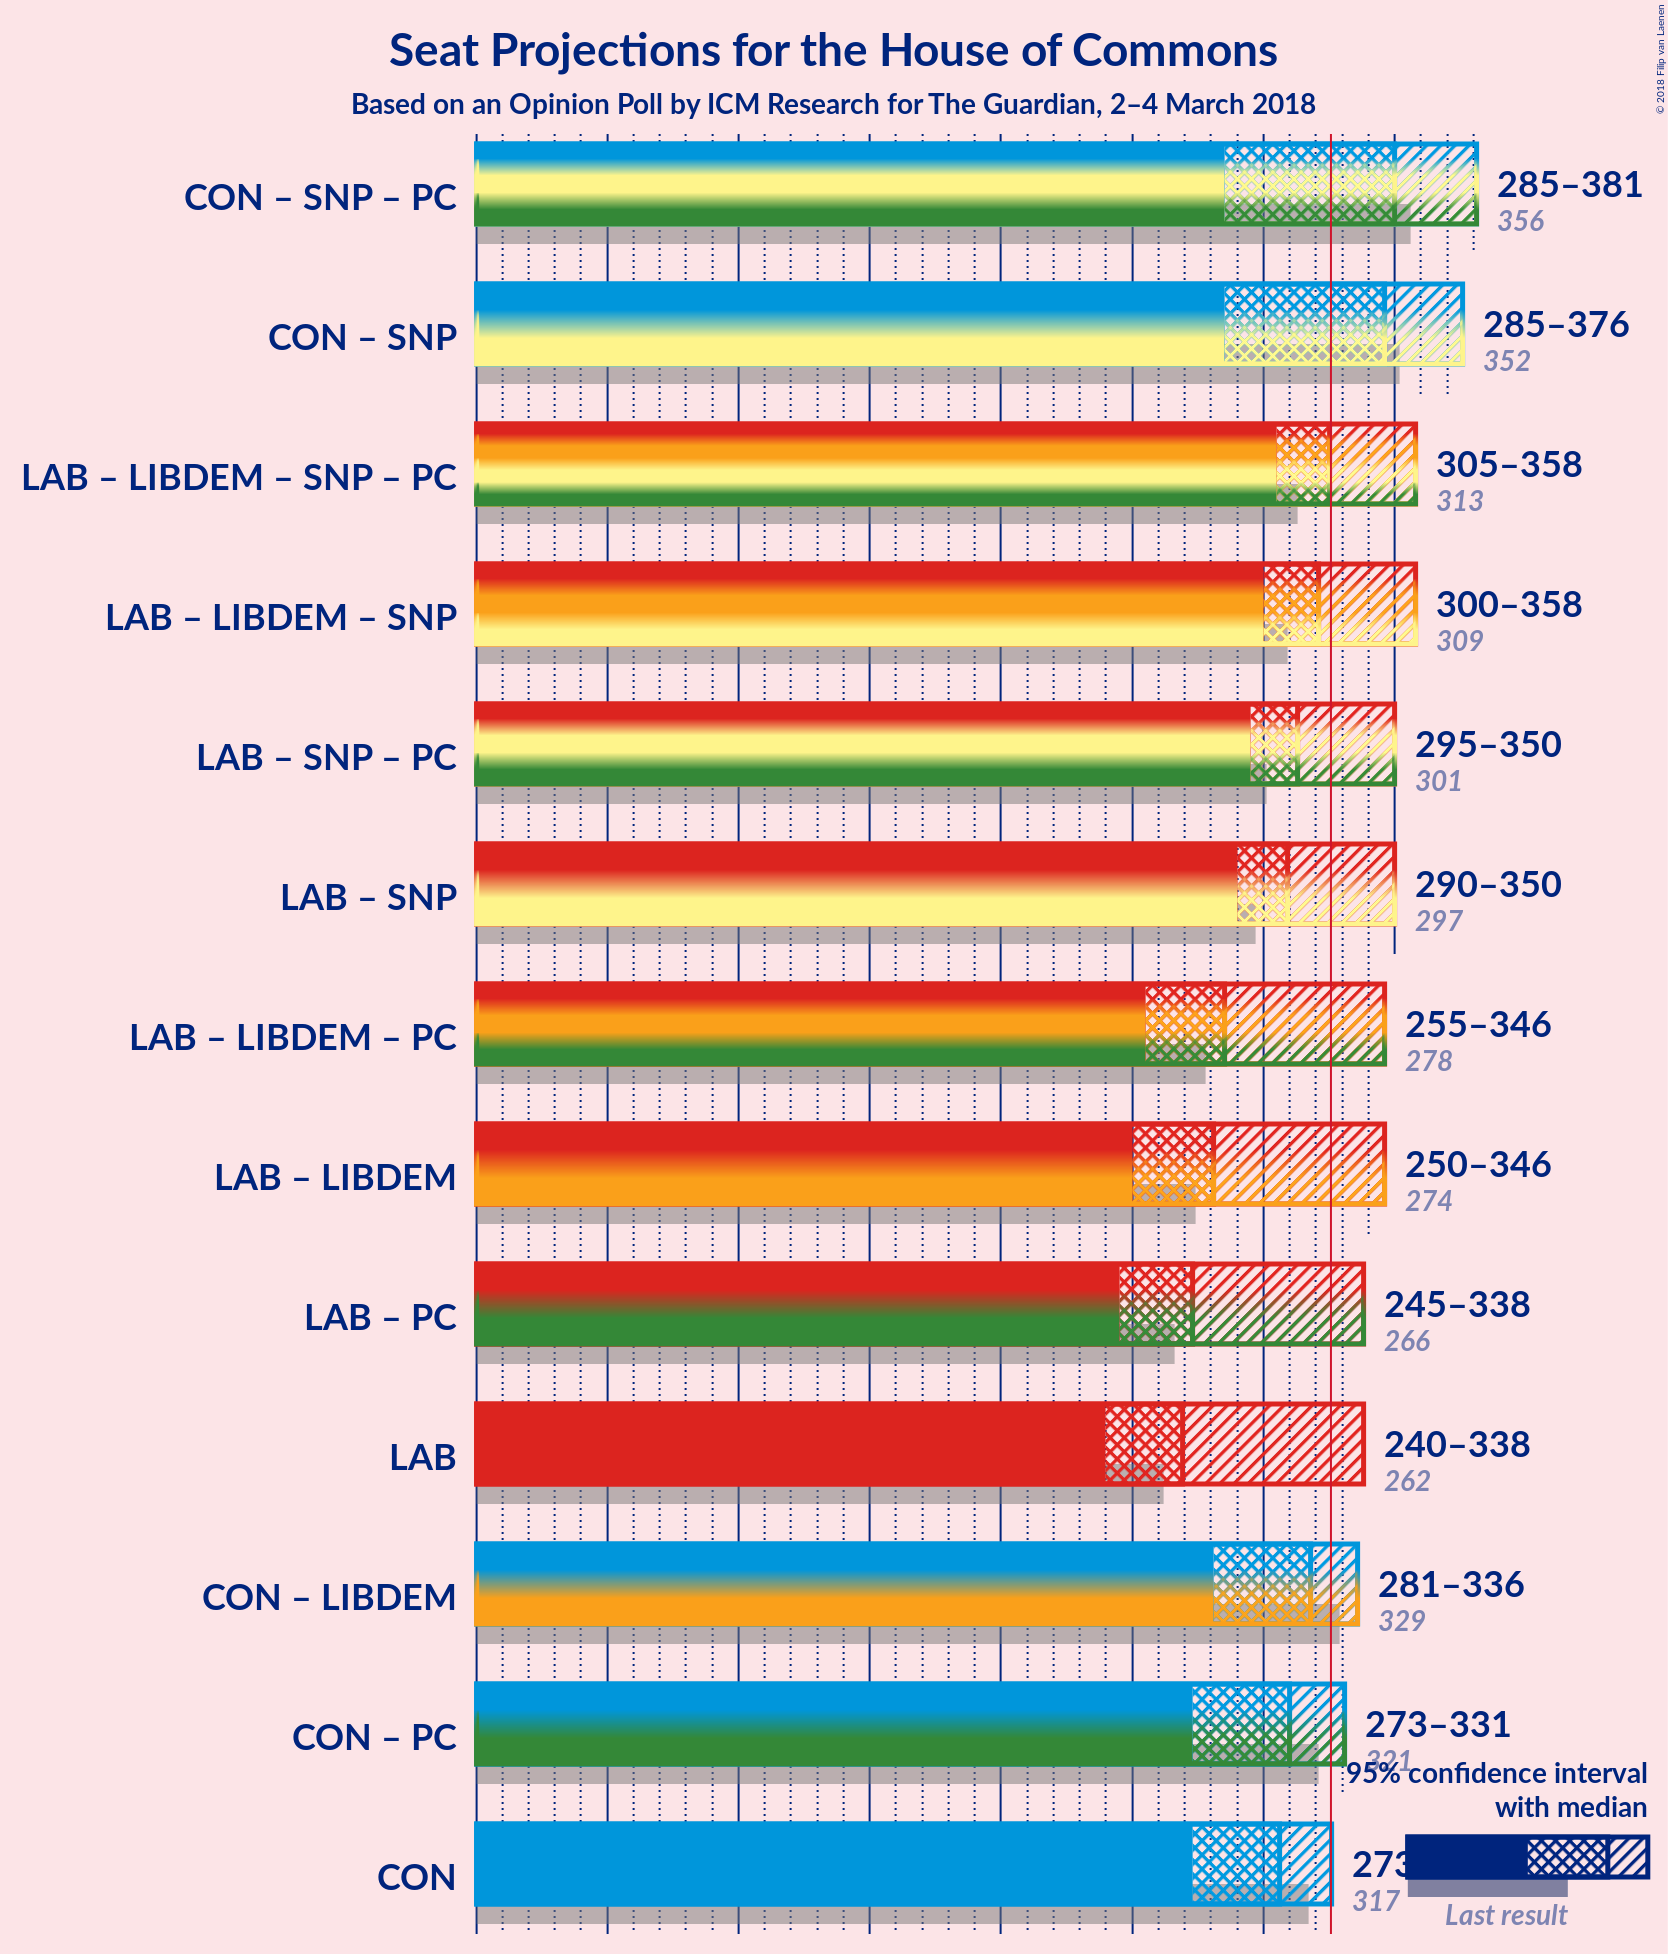 Seat Projections for the House of Commons
Based on an Opinion Poll by ICM Research for The Guardian, 2–4 March 2018
© 2018 Filip van Laenen
CON – SNP – PC
285–381
356
CON – SNP
285–376
352
LAB – LIBDEM – SNP – PC
305–358
313
LAB – LIBDEM – SNP
300–358
309
LAB – SNP – PC
295–350
301
LAB – SNP
290–350
297
LAB – LIBDEM – PC
255–346
278
LAB – LIBDEM
250–346
274
LAB – PC
245–338
266
LAB
240–338
262
CON – LIBDEM
281–336
329
CON – PC
273–331
321
95% confidence interval
with median
CON
273
317
Last result